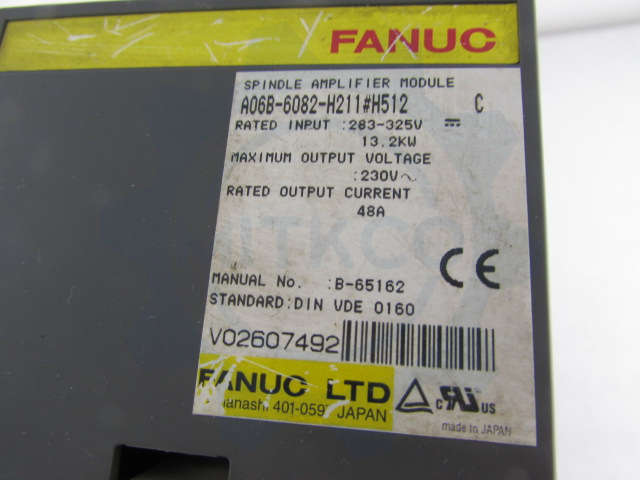 FANUC
SPINDLE AMPLIFIER MODULE
A06B-6082-H211#H512 C
RATED INPUT :283-325V ⎓
13.2KW
MAXIMUM OUTPUT VOLTAGE
:230V∿
RATED OUTPUT CURRENT
48A
MANUAL No. :B-65162
STANDARD:DIN VDE 0160
CE
V02607492
FANUC LTD
401-059 JAPAN
c RU US
made in JAPAN